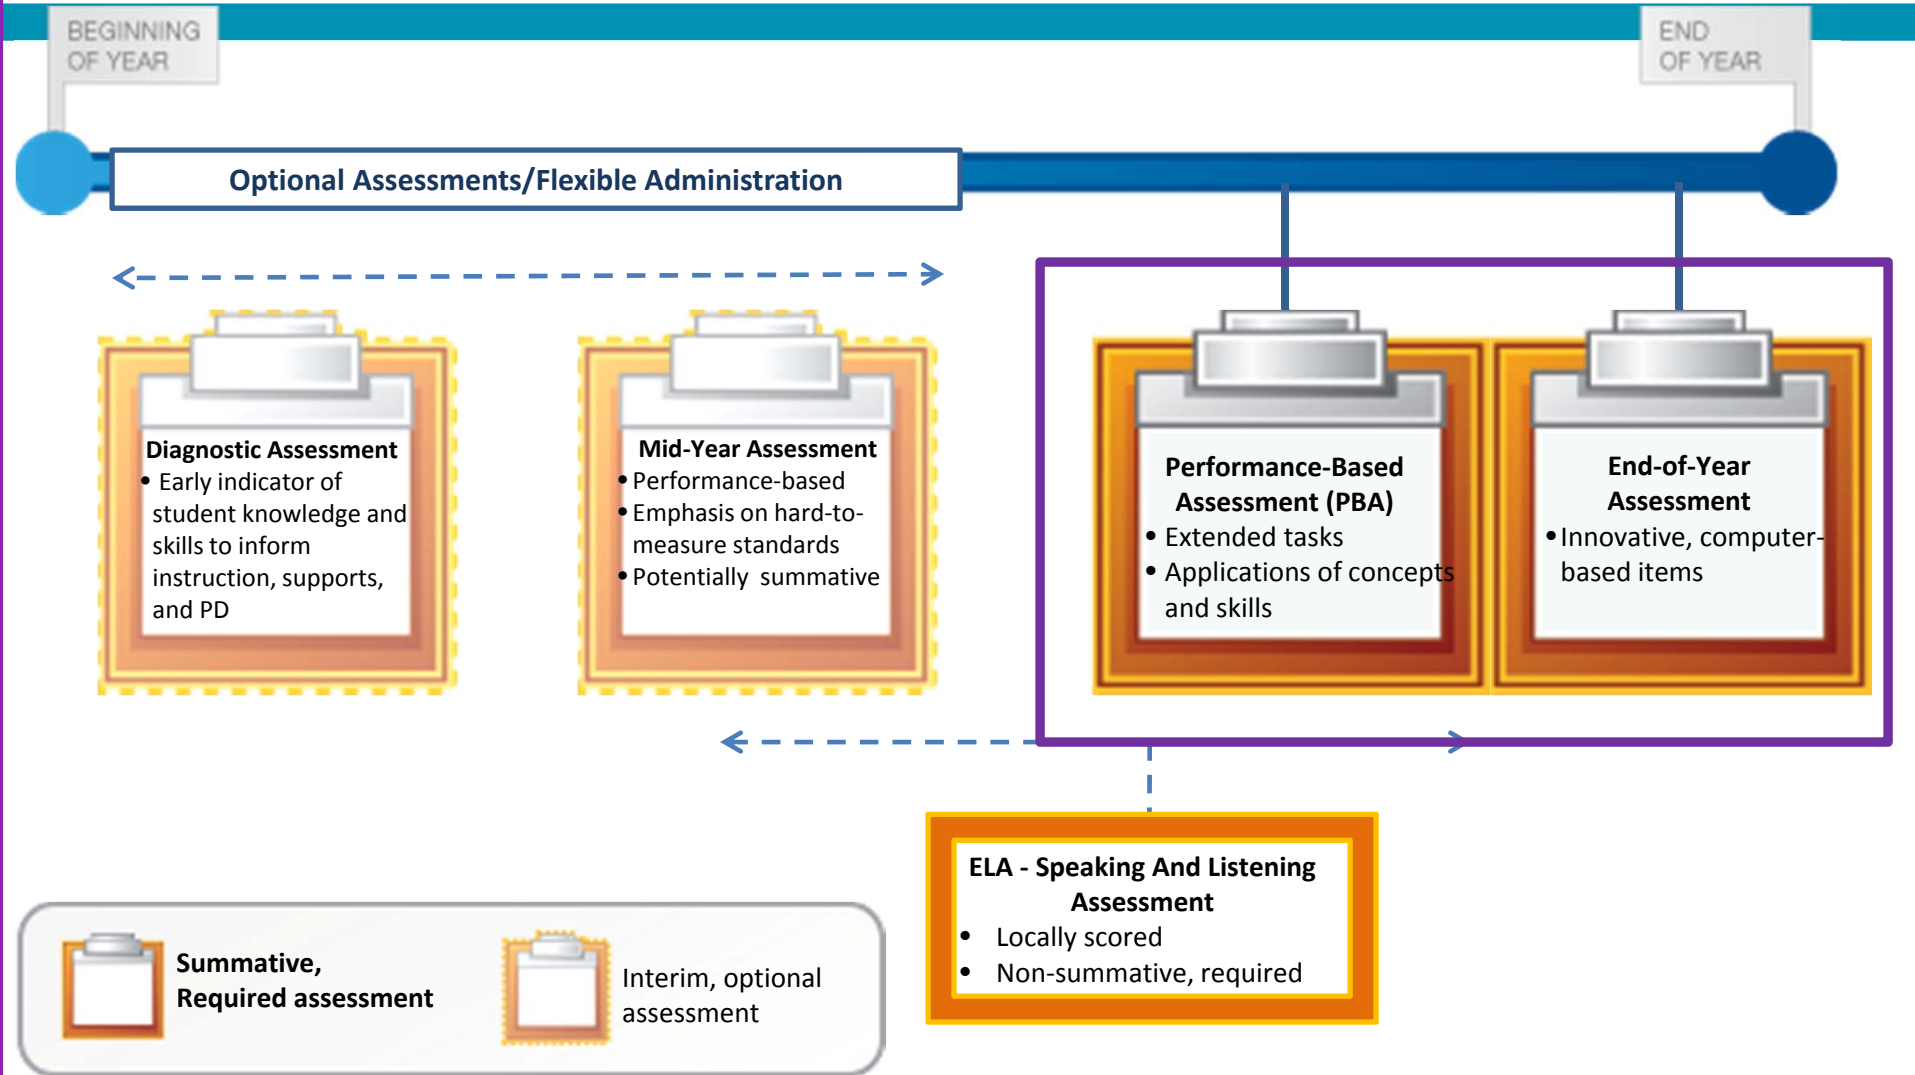 BEGINNING
OF YEAR
END
OF YEAR
Optional Assessments/Flexible Administration
Diagnostic Assessment
• Early indicator of
student knowledge and
skills to inform
instruction, supports,
and PD
Mid-Year Assessment
• Performance-based
• Emphasis on hard-to-
measure standards
• Potentially summative
Performance-Based
Assessment (PBA)
• Extended tasks
• Applications of concepts
and skills
End-of-Year
Assessment
• Innovative, computer-
based items
ELA - Speaking And Listening
Assessment
• Locally scored
• Non-summative, required
Summative,
Required assessment
Interim, optional
assessment